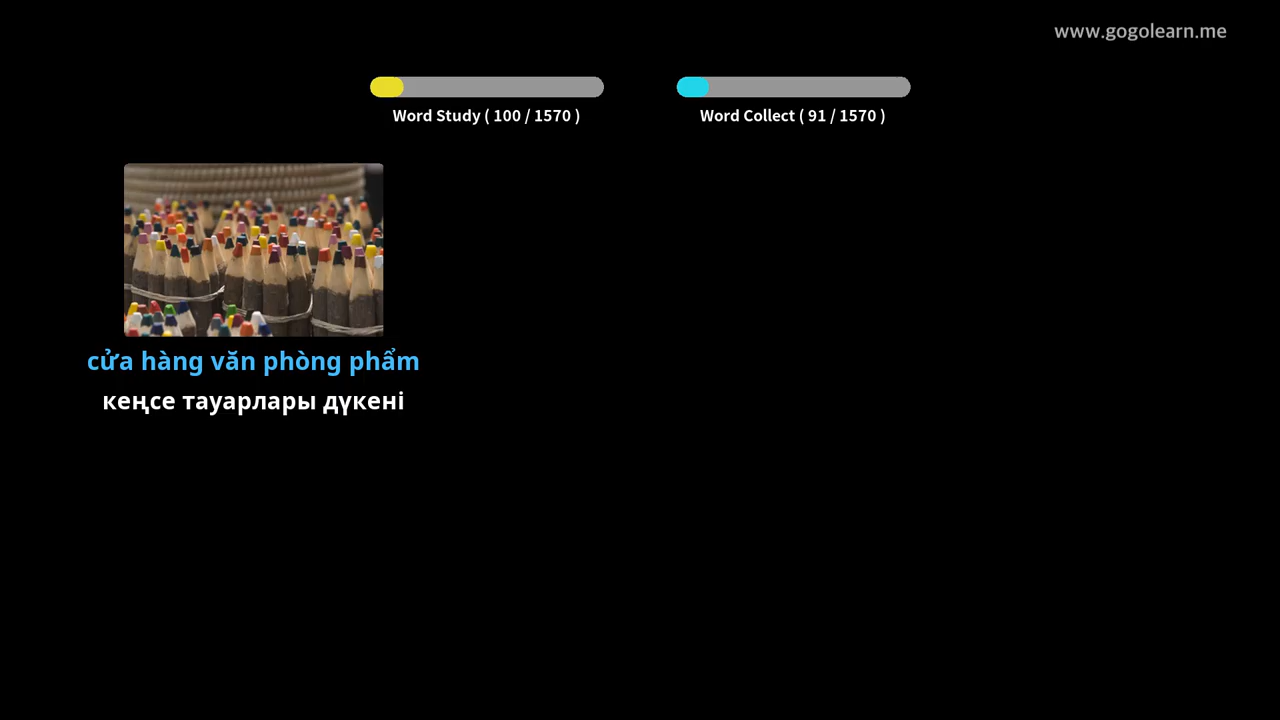 www.gogolearn.me
Word Study ( 100 / 1570 )
Word Collect ( 91 / 1570 )
cửa hàng văn phòng phẩm
кеңсе тауарлары дүкені